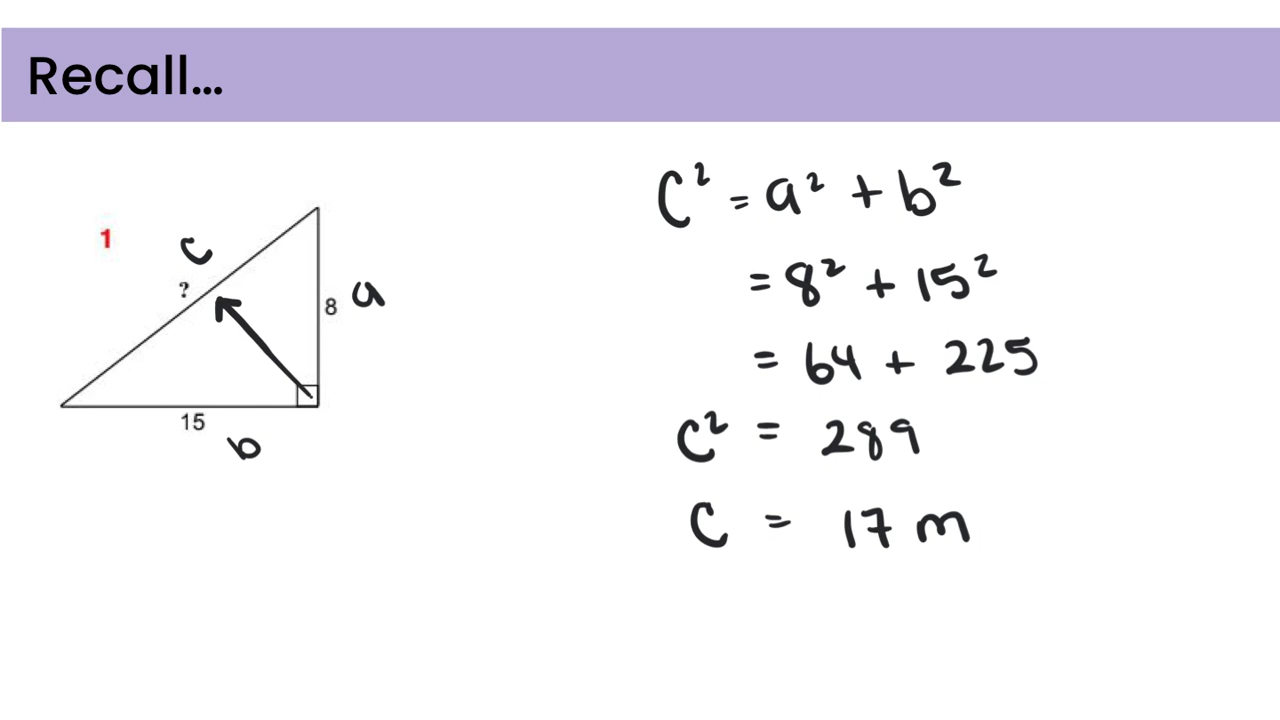 Recall...
1
c
?
8 a
15
b
C² = a² + b²
= 8² + 15²
= 64 + 225
C² = 289
C = 17 m